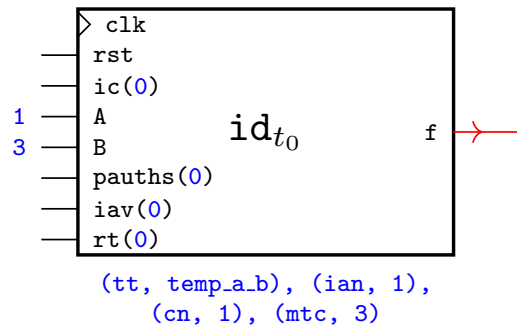 clk
rst
ic(0)
1 A
3 B
pauths(0)
iav(0)
rt(0)
id_{t_0}
f
(tt, temp_a_b), (ian, 1),
(cn, 1), (mtc, 3)